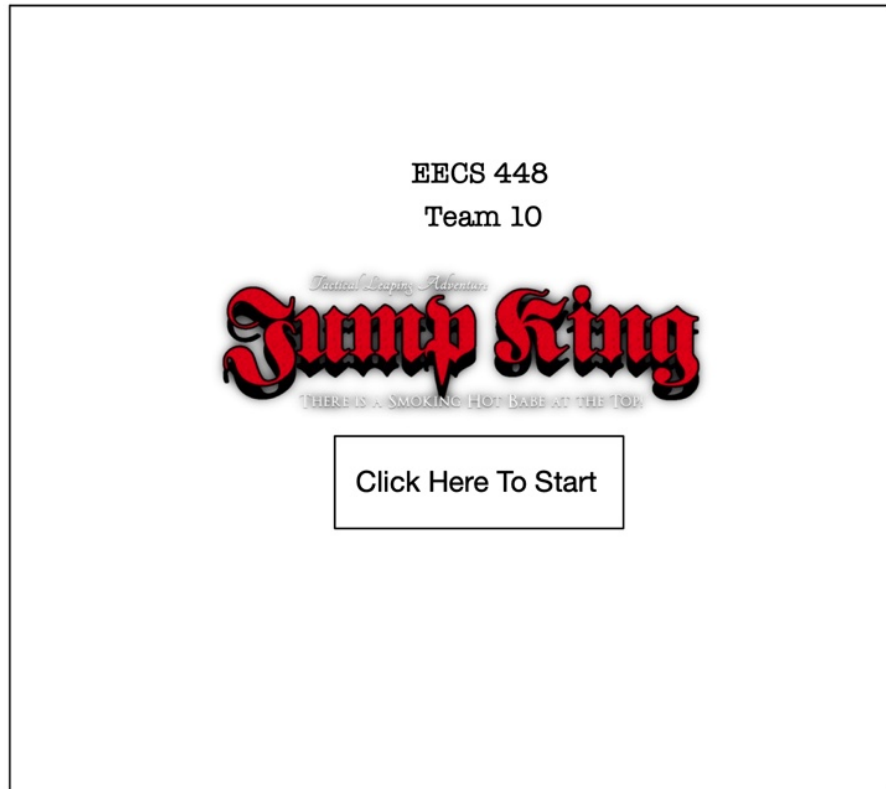 EECS 448
Team 10
Tactical Leaping Adventure
Jump King
There is a Smoking Hot Babe at the Top!
Click Here To Start